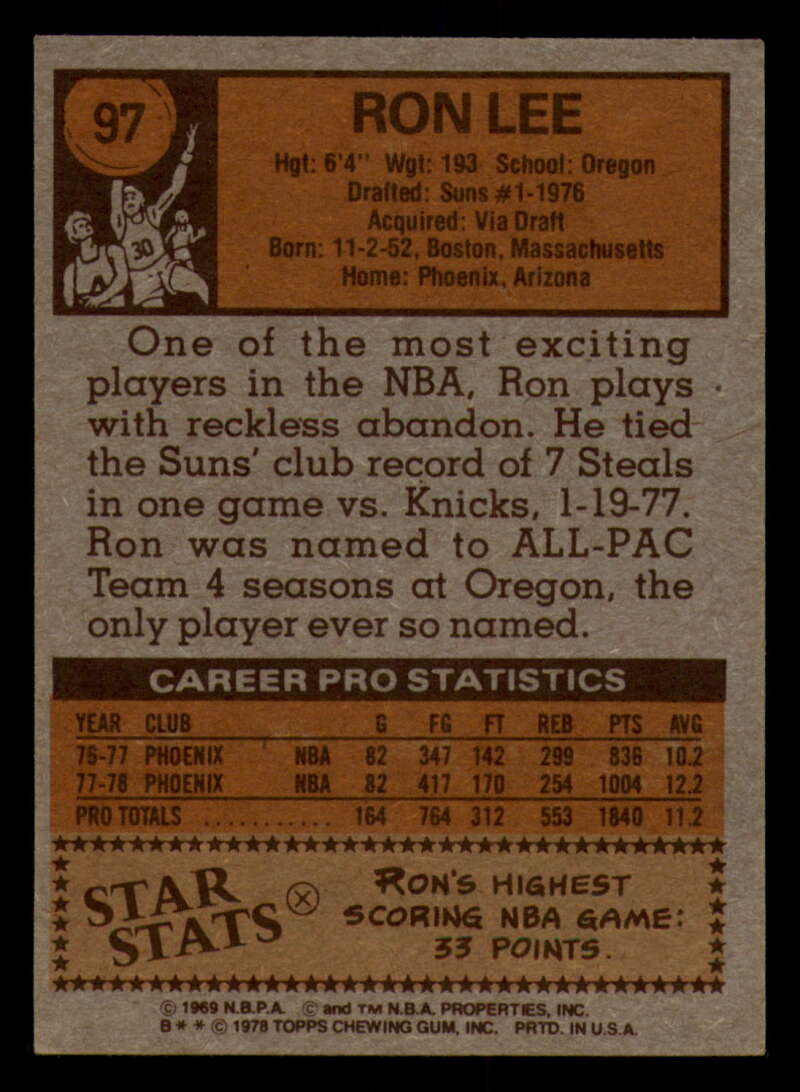 97
30
RON LEE
Hgt: 6'4" Wgt: 193 School: Oregon
Drafted: Suns #1-1976
Acquired: Via Draft
Born: 11-2-52, Boston, Massachusetts
Home: Phoenix, Arizona
One of the most exciting
players in the NBA, Ron plays
with reckless abandon. He tied
the Suns' club record of 7 Steals
in one game vs. Knicks, 1-19-77.
Ron was named to ALL-PAC
Team 4 seasons at Oregon, the
only player ever so named.
CAREER PRO STATISTICS
YEAR CLUB G FG FT REB PTS AVG
76-77 PHOENIX NBA 82 347 142 299 836 10.2
77-78 PHOENIX NBA 82 417 170 254 1004 12.2
PRO TOTALS ........... 164 764 312 553 1840 11.2
STAR
STATS
RON'S HIGHEST
SCORING NBA GAME:
33 POINTS.
© 1969 N.B.P.A. © and TM N.B.A. PROPERTIES, INC.
B * * © 1978 TOPPS CHEWING GUM, INC. PRTD. IN U.S.A.